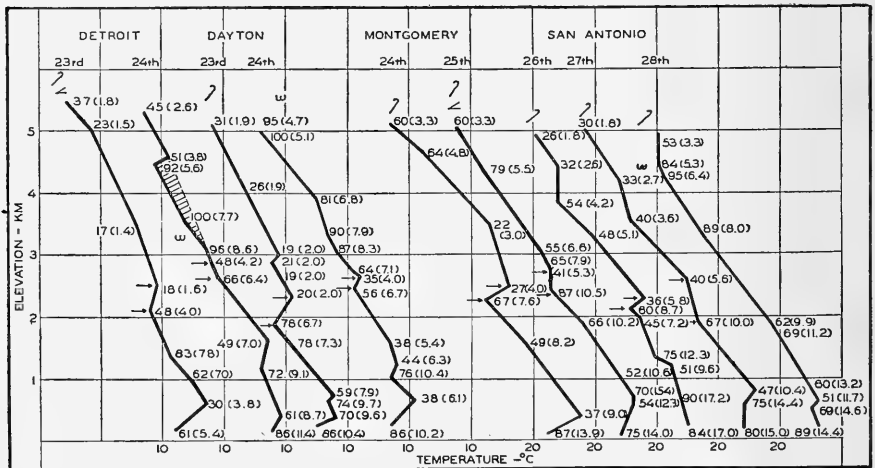 DETROIT DAYTON MONTGOMERY SAN ANTONIO
23rd 24th 23rd 24th 24th 25th 26th 27th 28th
37(1.8) 45(2.6) 31(1.9) 95(4.7) 60(3.3) 60(3.3) 30(1.8)
23(1.5) 100(5.1) 26(1.8) 53(3.3)
51(3.8) 64(4.8) 32(2.6) 84(5.3)
92(5.6) 79(5.5) 33(2.7) 95(6.4)
26(1.9) 81(6.8) 54(4.2)
100(7.7) 22 40(3.6) 89(8.0)
17(1.4) 90(7.9) (3.0) 48(5.1)
96(8.6) 19(2.0) 87(8.3) 55(6.8)
48(4.2) 21(2.0) 64(7.1) 65(7.9)
66(6.4) 19(2.0) 35(4.0) 41(5.3) 40(5.6)
18(1.6) 20(2.0) 56(6.7) 27(4.0) 87(10.5) 36(5.8)
48(4.0) 67(7.6) 80(8.7)
76(6.7) 66(10.2) 45(7.2) 67(10.0) 62(9.9)
49(7.0) 78(7.3) 38(5.4) 49(8.2) 69(11.2)
83(7.8) 44(6.3) 75(12.3)
62(7.0) 72(9.1) 76(10.4) 52(10.6) 51(9.6)
59(7.9) 70(15.4) 47(10.4) 60(13.2)
30(3.8) 74(9.7) 38(6.1) 54(12.3) 90(17.2) 75(14.4) 51(11.7)
61(8.7) 70(9.6) 37(9.0) 69(14.6)
61(5.4) 86(11.4) 86(10.4) 86(10.2) 87(13.9) 75(14.0) 84(17.0) 80(15.0) 89(14.4)
ELEVATION - KM
5
4
3
2
1
0
10 10 10 10 10 20 20 20 20 20 20
TEMPERATURE -°C